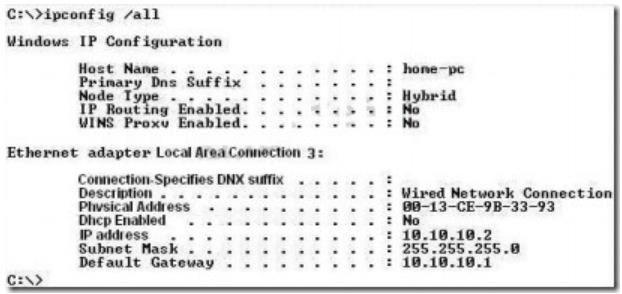 C:\>ipconfig /all
Windows IP Configuration
Host Name . . . . . . . . . . . . : home-pc
Primary Dns Suffix . . . . . . . :
Node Type . . . . . . . . . . . . : Hybrid
IP Routing Enabled. . . . . . . . : No
WINS Proxy Enabled. . . . . . . . : No
Ethernet adapter Local Area Connection 3:
Connection-Specifies DNX suffix . . . . . . :
Description . . . . . . . . . . . : Wired Network Connection
Physical Address . . . . . . . . . : 00-13-CE-9B-33-93
Dhcp Enabled . . . . . . . . . . . : No
IP address . . . . . . . . . . . . : 10.10.10.2
Subnet Mask . . . . . . . . . . . : 255.255.255.0
Default Gateway . . . . . . . . . : 10.10.10.1
C:\>